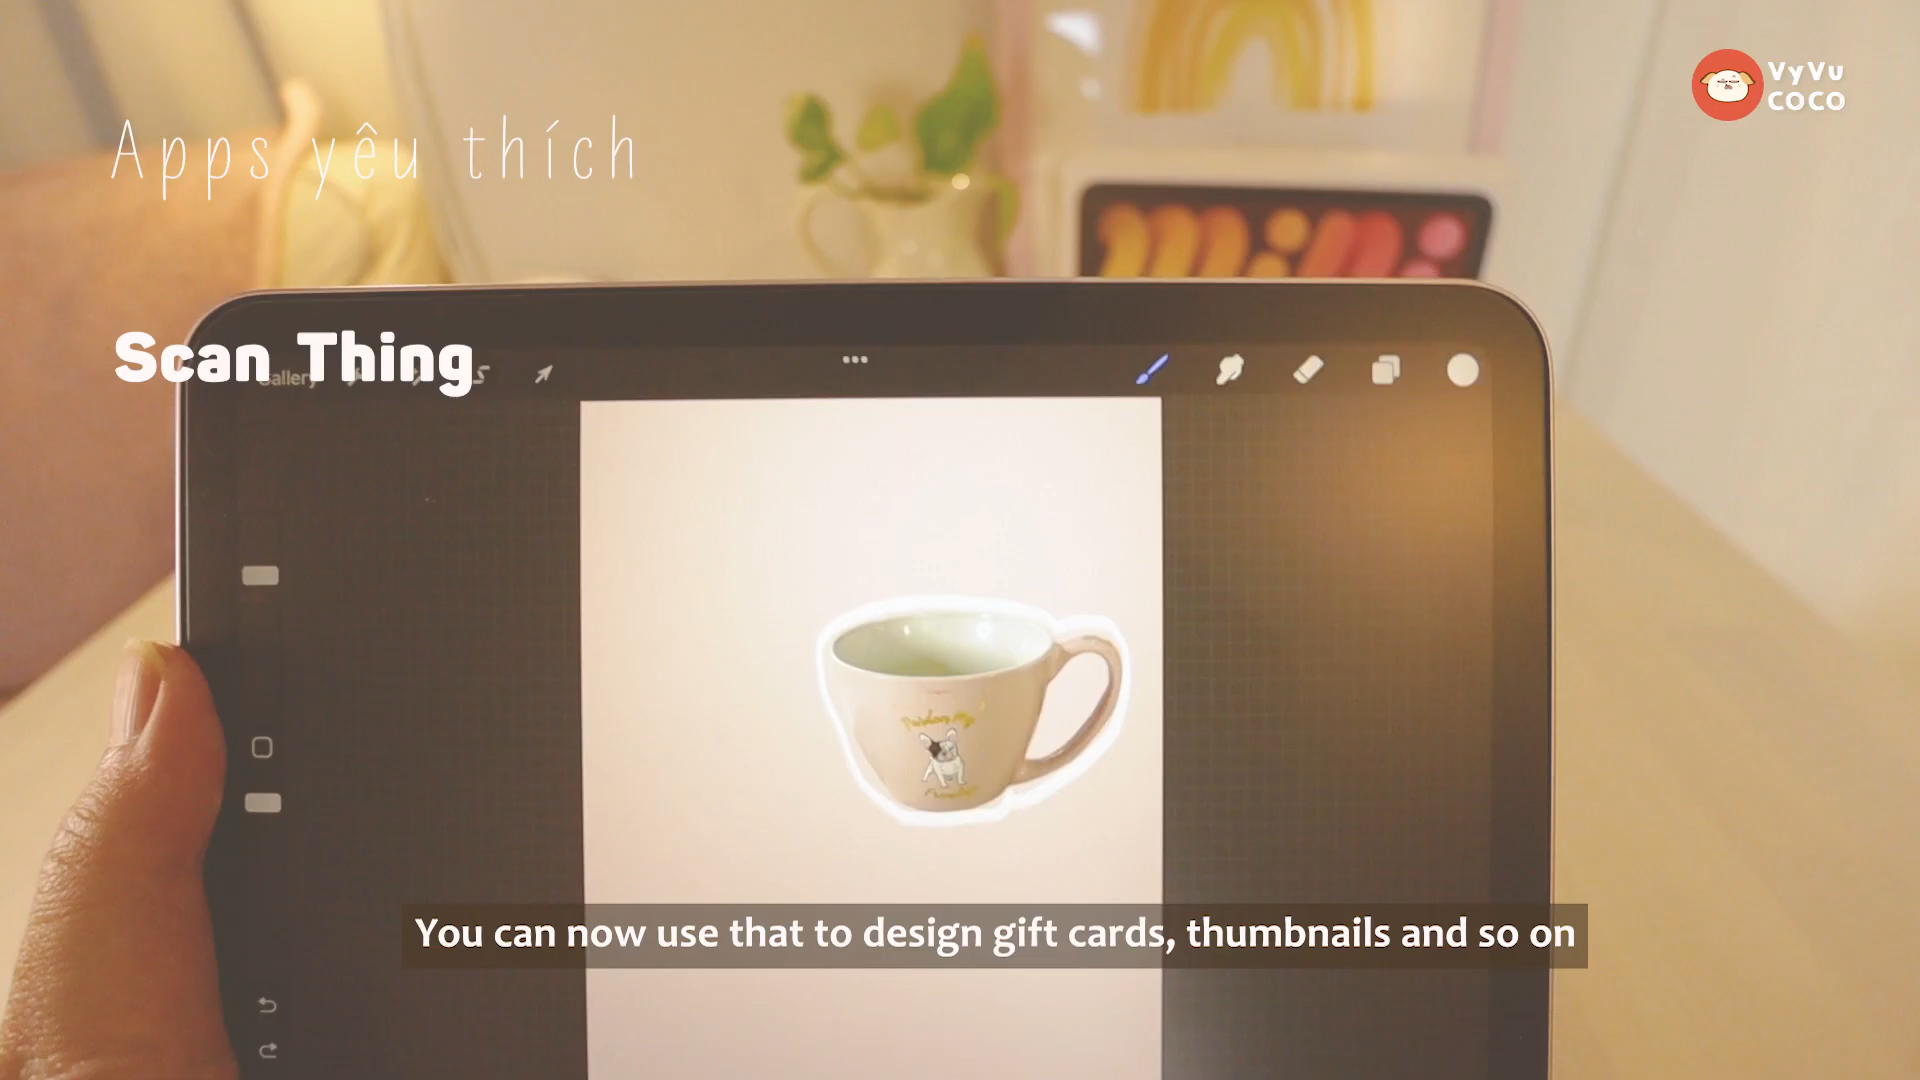 VyVu
COCO
Apps yêu thích
Scan Thing
Gallery
You can now use that to design gift cards, thumbnails and so on